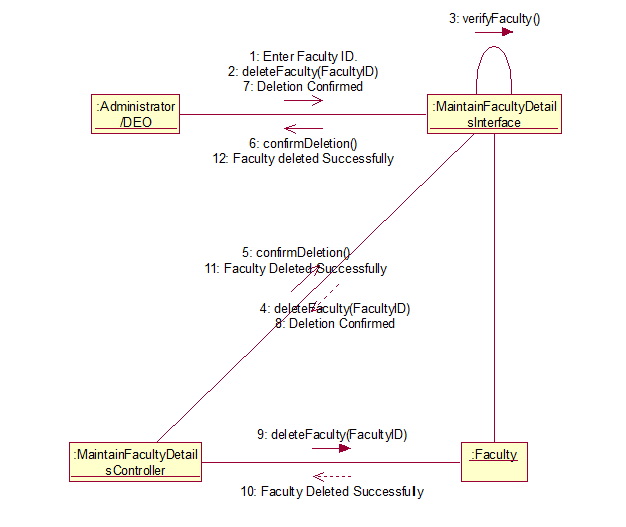 3: verifyFaculty()
1: Enter Faculty ID.
2: deleteFaculty(FacultyID)
7: Deletion Confirmed
:Administrator
/DEO
:MaintainFacultyDetail
sInterface
6: confirmDeletion()
12: Faculty deleted Successfully
5: confirmDeletion()
11: Faculty Deleted Successfully
4: deleteFaculty(FacultyID)
8: Deletion Confirmed
9: deleteFaculty(FacultyID)
:MaintainFacultyDetail
sController
:Faculty
10: Faculty Deleted Successfully